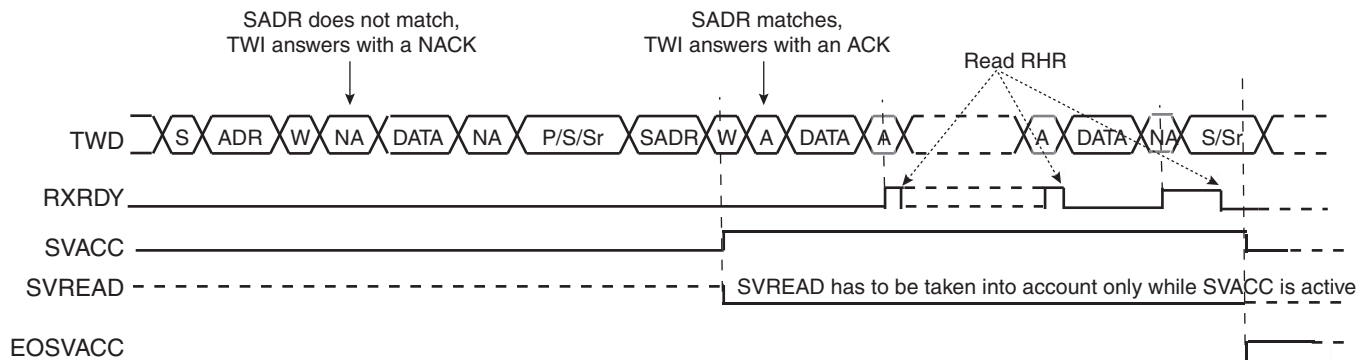 SADR does not match,
TWI answers with a NACK
SADR matches,
TWI answers with an ACK
Read RHR
TWD S ADR W NA DATA NA P/S/Sr SADR W A DATA A A DATA NA S/Sr
RXRDY
SVACC
SVREAD SVREAD has to be taken into account only while SVACC is active
EOSVACC